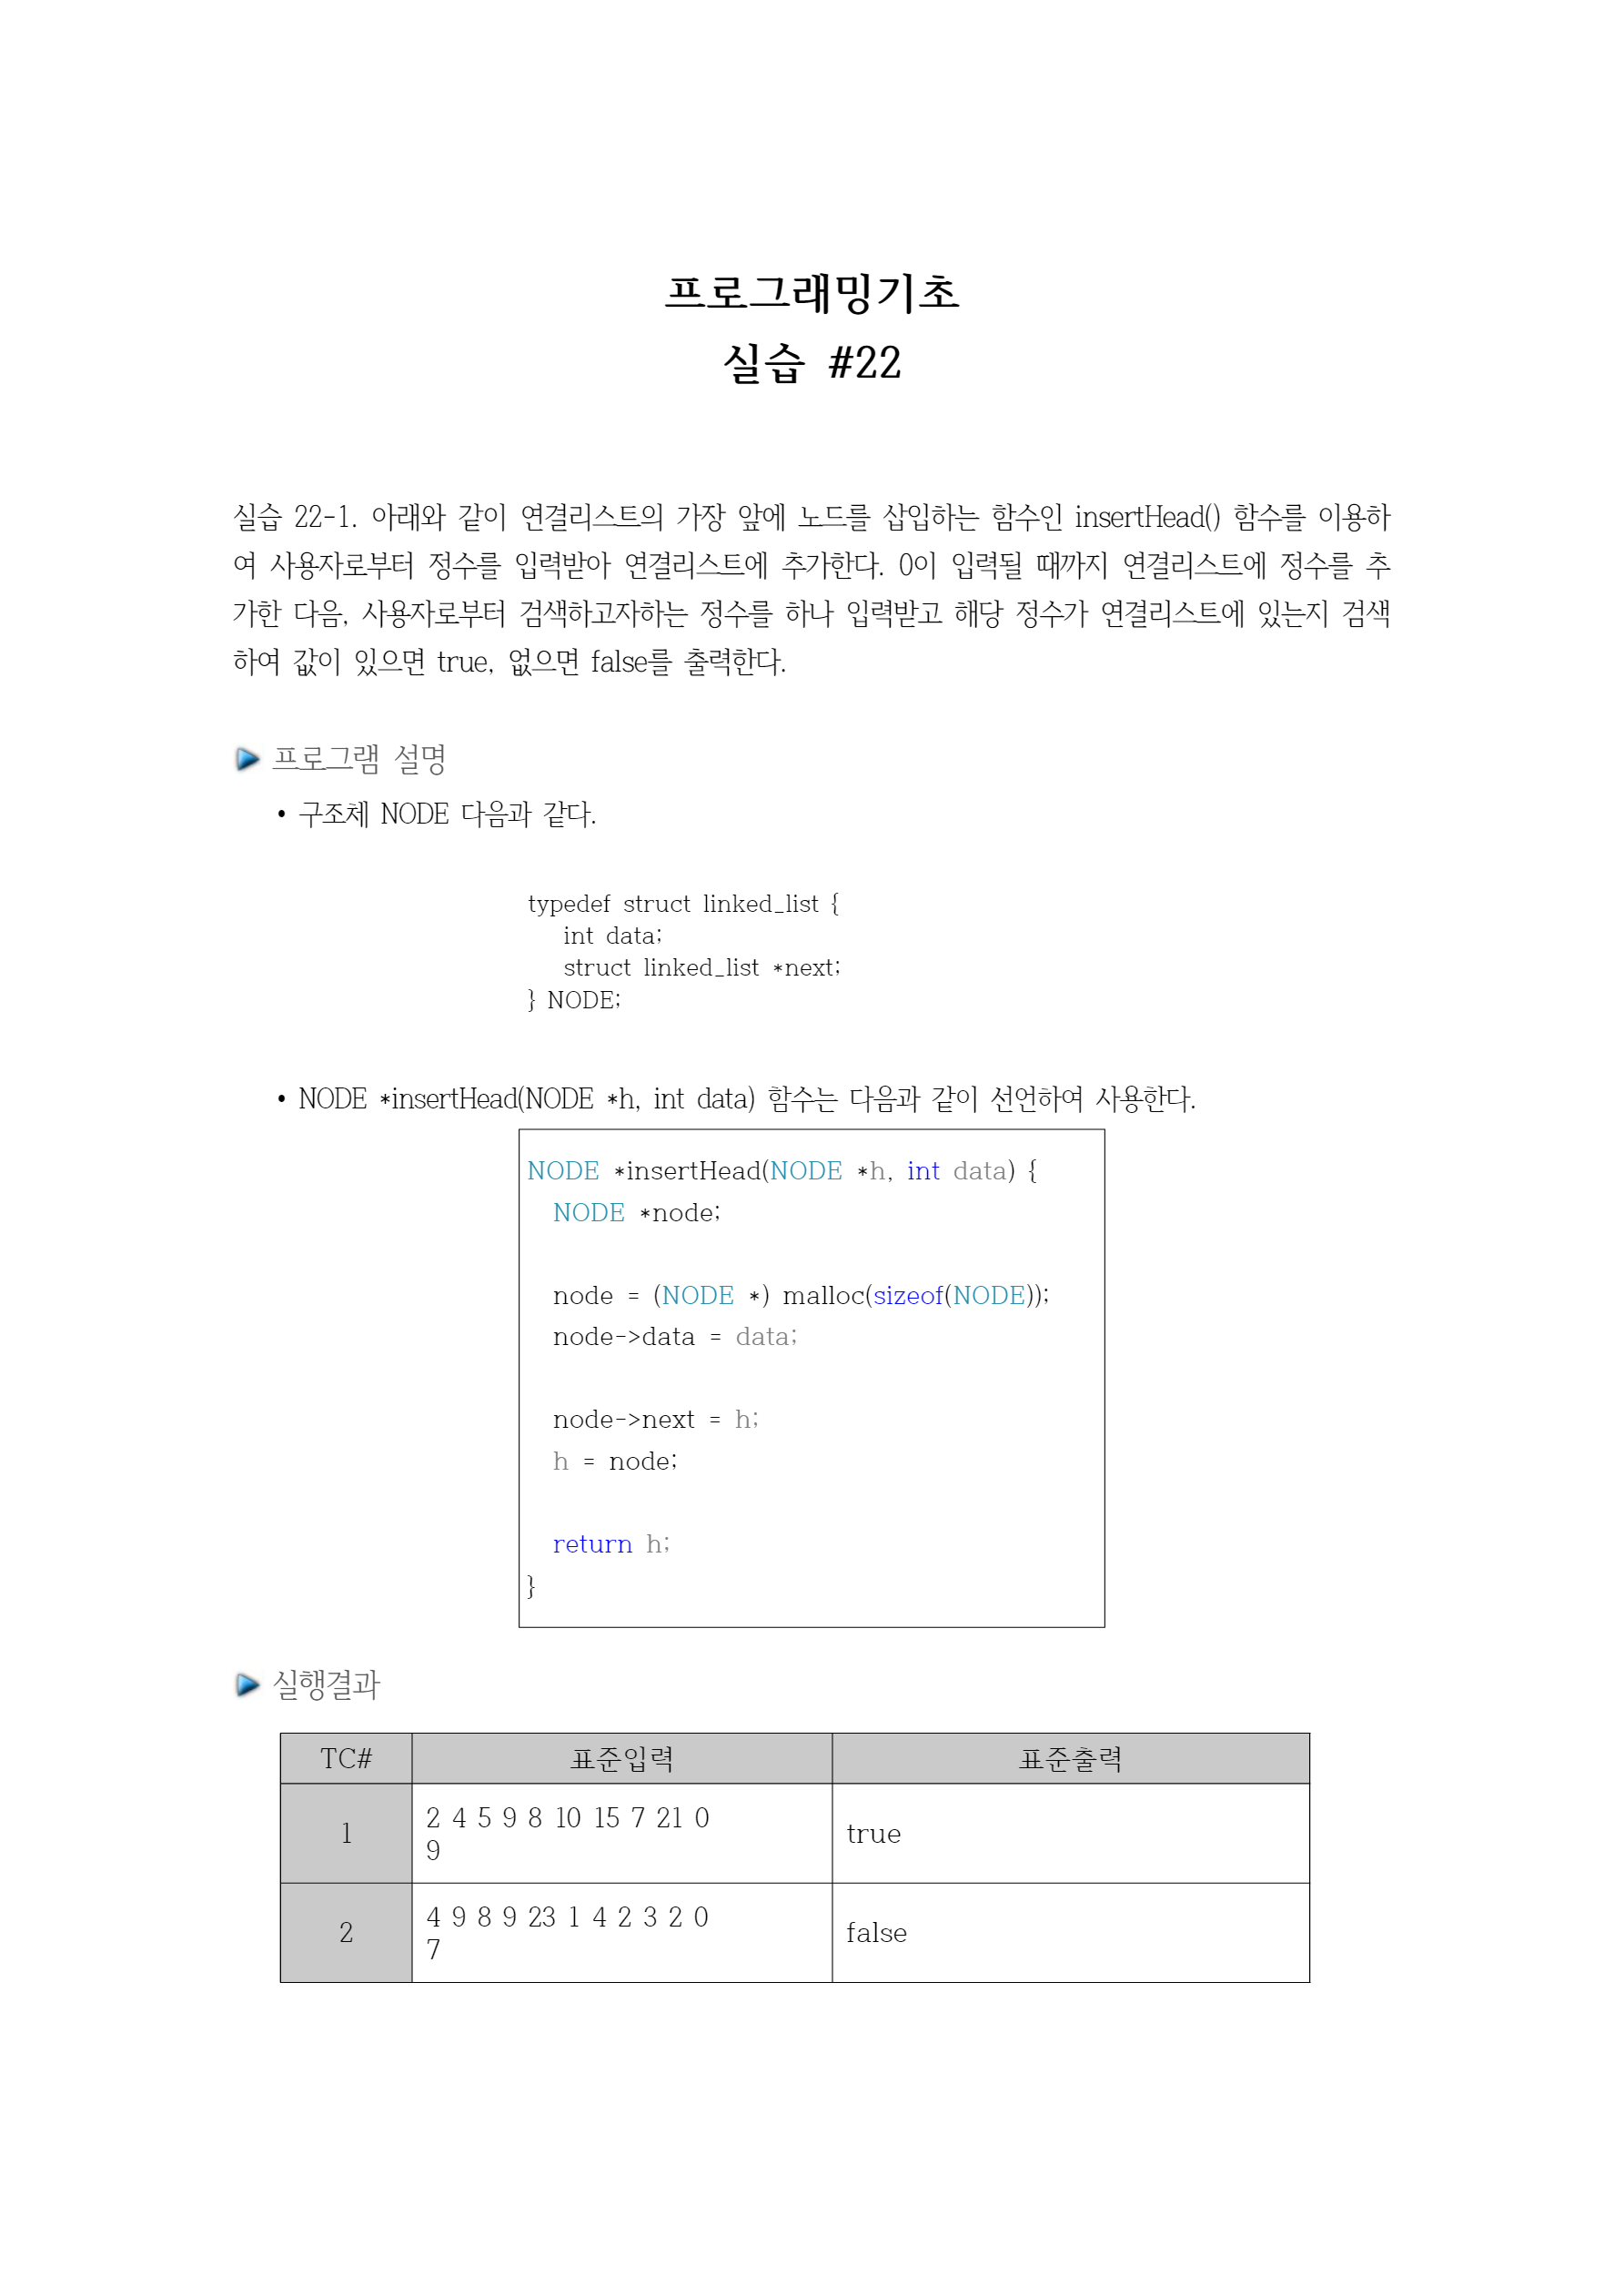 프로그래밍기초
실습 #22
실습 22-1. 아래와 같이 연결리스트의 가장 앞에 노드를 삽입하는 함수인 insertHead() 함수를 이용하
여 사용자로부터 정수를 입력받아 연결리스트에 추가한다. 0이 입력될 때까지 연결리스트에 정수를 추
가한 다음, 사용자로부터 검색하고자하는 정수를 하나 입력받고 해당 정수가 연결리스트에 있는지 검색
하여 값이 있으면 true, 없으면 false를 출력한다.
프로그램 설명
• 구조체 NODE 다음과 같다.
typedef struct linked_list {
int data;
struct linked_list *next;
} NODE;
• NODE *insertHead(NODE *h, int data) 함수는 다음과 같이 선언하여 사용한다.
NODE *insertHead(NODE *h, int data) {
NODE *node;
node = (NODE *) malloc(sizeof(NODE));
node->data = data;
node->next = h;
h = node;
return h;
}
실행결과
TC# 표준입력 표준출력
1 2 4 5 9 8 10 15 7 21 0
9 true
2 4 9 8 9 23 1 4 2 3 2 0
7 false